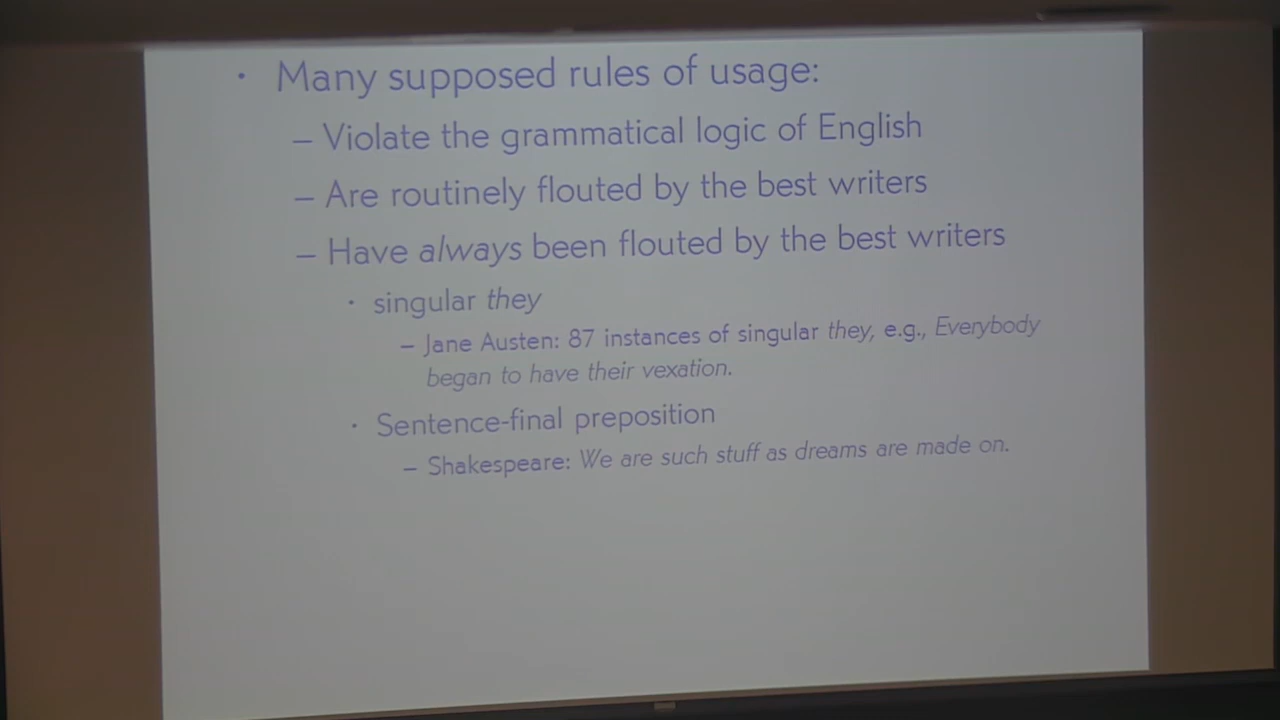 • Many supposed rules of usage:
– Violate the grammatical logic of English
– Are routinely flouted by the best writers
– Have always been flouted by the best writers
• singular they
– Jane Austen: 87 instances of singular they, e.g., Everybody
began to have their vexation.
• Sentence-final preposition
– Shakespeare: We are such stuff as dreams are made on.